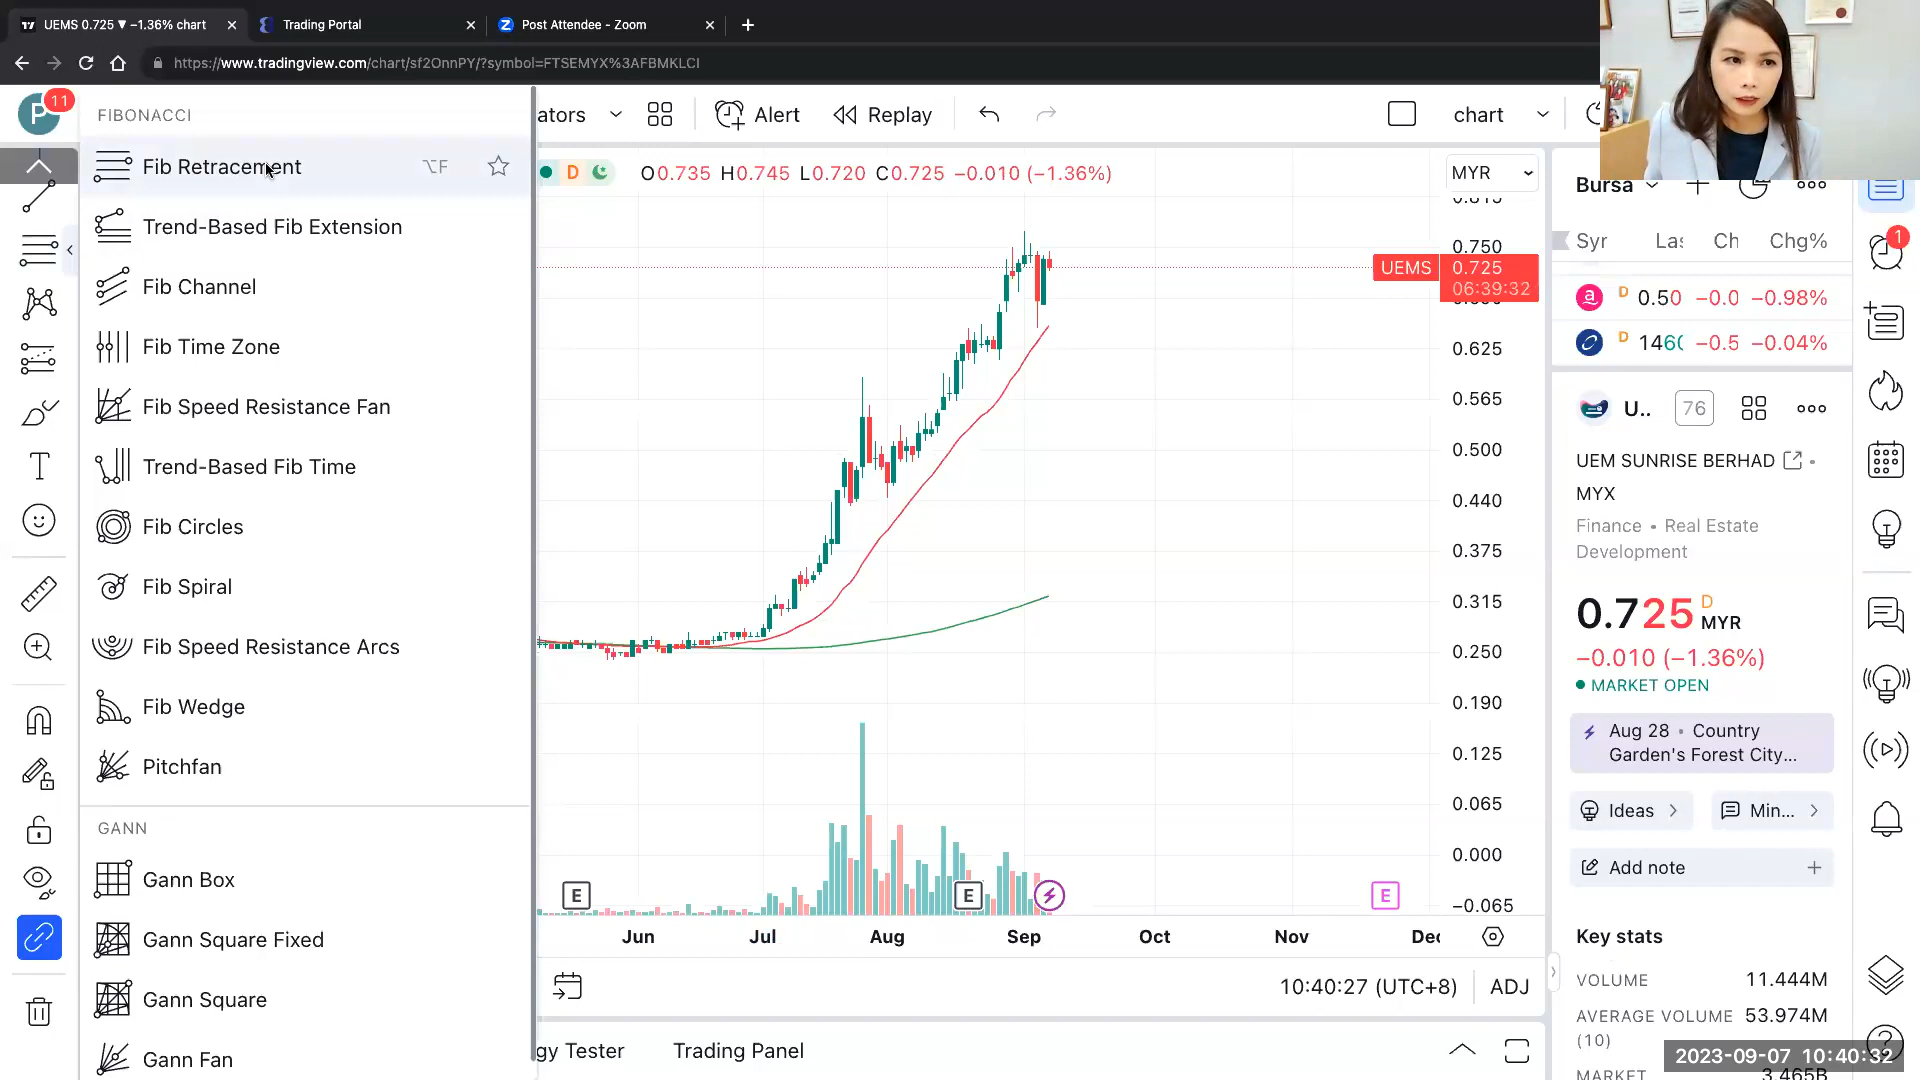 UEMS 0.725 ▼ −1.36% chart
Trading Portal
Post Attendee - Zoom
https://www.tradingview.com/chart/sf2OnnPY/?symbol=FTSEMYX%3AFBMKLCI
P
11
FIBONACCI
Fib Retracement
⌥F
Trend-Based Fib Extension
Fib Channel
Fib Time Zone
Fib Speed Resistance Fan
Trend-Based Fib Time
Fib Circles
Fib Spiral
Fib Speed Resistance Arcs
Fib Wedge
Pitchfan
GANN
Gann Box
Gann Square Fixed
Gann Square
Gann Fan
ators
Alert
Replay
chart
D
O0.735 H0.745 L0.720 C0.725 −0.010 (−1.36%)
MYR
0.750
UEMS 0.725
06:39:32
0.625
0.565
0.500
0.440
0.375
0.315
0.250
0.190
0.125
0.065
0.000
−0.065
E
E
E
Jun Jul Aug Sep Oct Nov Dec
10:40:27 (UTC+8)
ADJ
gy Tester
Trading Panel
Bursa
Syr Las Ch Chg%
D 0.50 −0.0 −0.98%
D 1460 −0.5 −0.04%
U..
76
UEM SUNRISE BERHAD •
MYX
Finance • Real Estate
Development
0.725 D MYR
−0.010 (−1.36%)
MARKET OPEN
Aug 28 • Country
Garden's Forest City...
Ideas
Min...
Add note
Key stats
VOLUME 11.444M
AVERAGE VOLUME 53.974M
(10)
MARKET 3.465B
1
2023-09-07 10:40:32